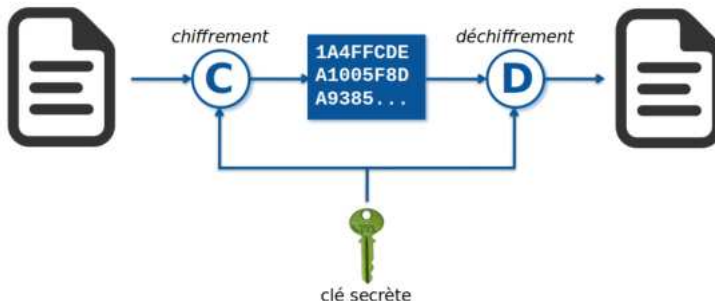 chiffrement
déchiffrement
C
1A4FFCDE
A1005F8D
A9385...
D
clé secrète